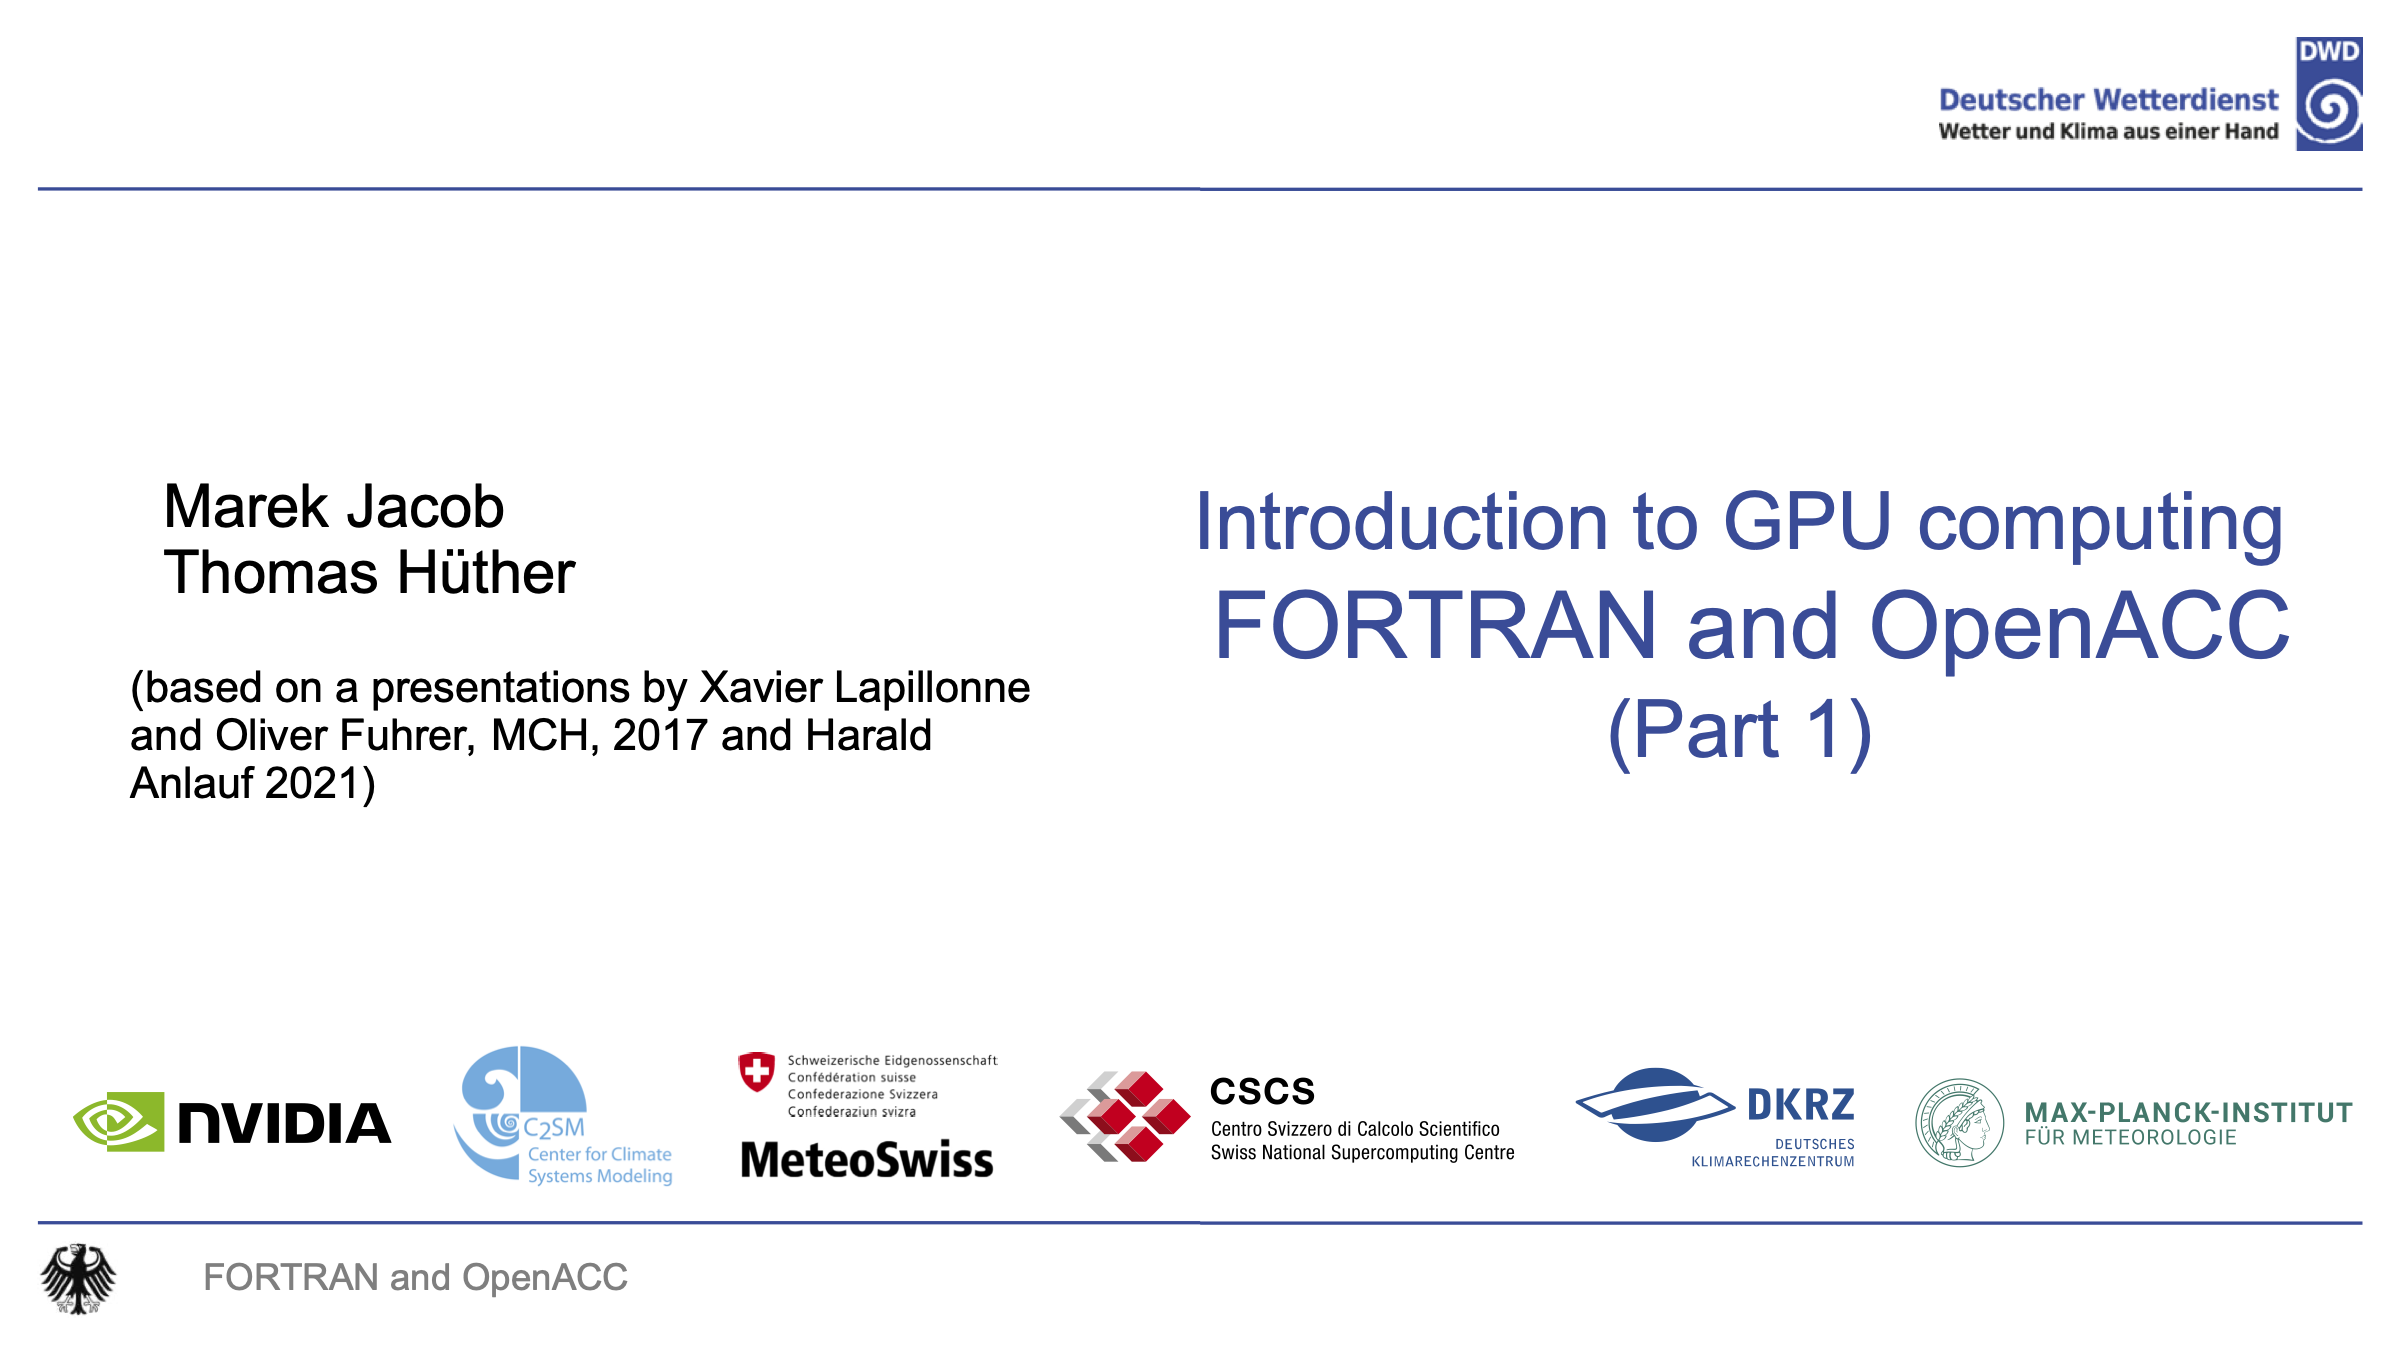 DWD
Deutscher Wetterdienst
Wetter und Klima aus einer Hand
Marek Jacob
Thomas Hüther
(based on a presentations by Xavier Lapillonne
and Oliver Fuhrer, MCH, 2017 and Harald
Anlauf 2021)
Introduction to GPU computing
FORTRAN and OpenACC
(Part 1)
NVIDIA
C2SM
Center for Climate
Systems Modeling
Schweizerische Eidgenossenschaft
Confédération suisse
Confederazione Svizzera
Confederaziun svizra
MeteoSwiss
CSCS
Centro Svizzero di Calcolo Scientifico
Swiss National Supercomputing Centre
DKRZ
DEUTSCHES
KLIMARECHENZENTRUM
MAX-PLANCK-INSTITUT
FÜR METEOROLOGIE
FORTRAN and OpenACC